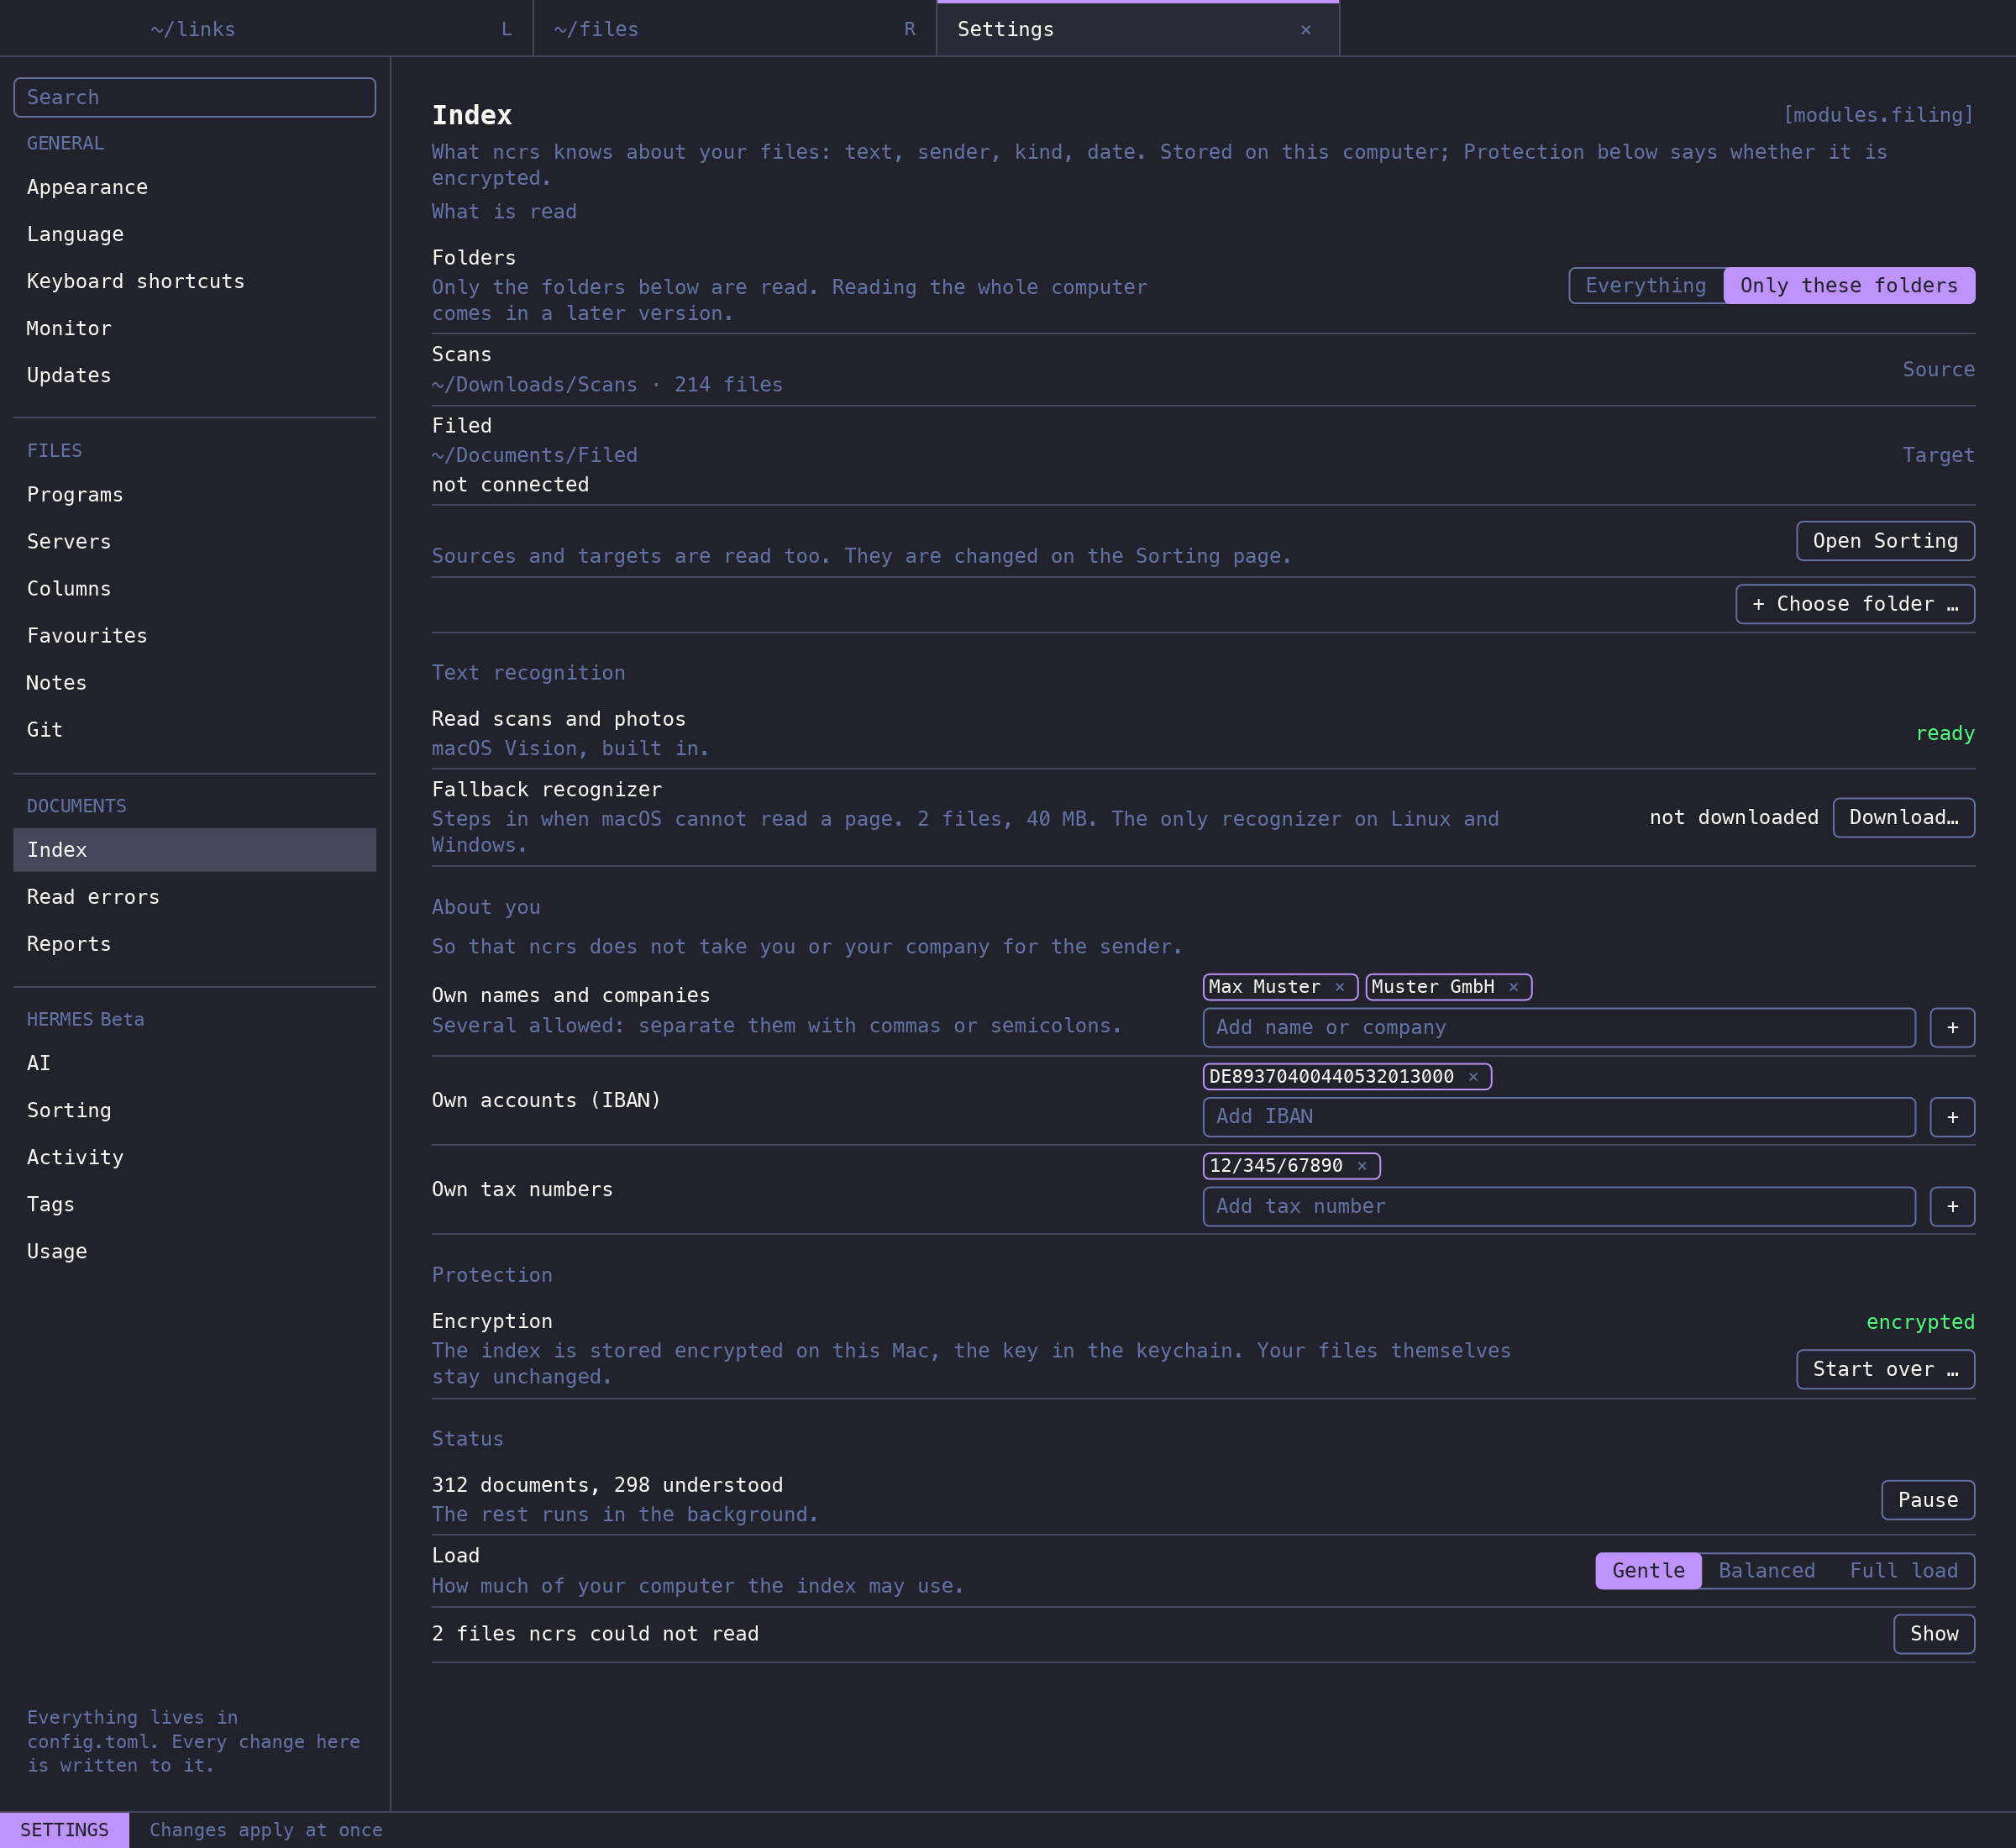 ~/links L ~/files R Settings ×
Search
GENERAL
Appearance
Language
Keyboard shortcuts
Monitor
Updates
FILES
Programs
Servers
Columns
Favourites
Notes
Git
DOCUMENTS
Index
Read errors
Reports
HERMES Beta
AI
Sorting
Activity
Tags
Usage
Everything lives in
config.toml. Every change here
is written to it.
Index [modules.filing]
What ncrs knows about your files: text, sender, kind, date. Stored on this computer; Protection below says whether it is
encrypted.
What is read
Folders
Only the folders below are read. Reading the whole computer
comes in a later version.
Everything Only these folders
Scans
~/Downloads/Scans · 214 files
Source
Filed
~/Documents/Filed
not connected
Target
Sources and targets are read too. They are changed on the Sorting page.
Open Sorting
+ Choose folder …
Text recognition
Read scans and photos
macOS Vision, built in.
ready
Fallback recognizer
Steps in when macOS cannot read a page. 2 files, 40 MB. The only recognizer on Linux and
Windows.
not downloaded Download…
About you
So that ncrs does not take you or your company for the sender.
Own names and companies
Several allowed: separate them with commas or semicolons.
Max Muster × Muster GmbH ×
Add name or company +
Own accounts (IBAN)
DE89370400440532013000 ×
Add IBAN +
Own tax numbers
12/345/67890 ×
Add tax number +
Protection
Encryption
The index is stored encrypted on this Mac, the key in the keychain. Your files themselves
stay unchanged.
encrypted
Start over …
Status
312 documents, 298 understood
The rest runs in the background.
Pause
Load
How much of your computer the index may use.
Gentle Balanced Full load
2 files ncrs could not read
Show
SETTINGS Changes apply at once